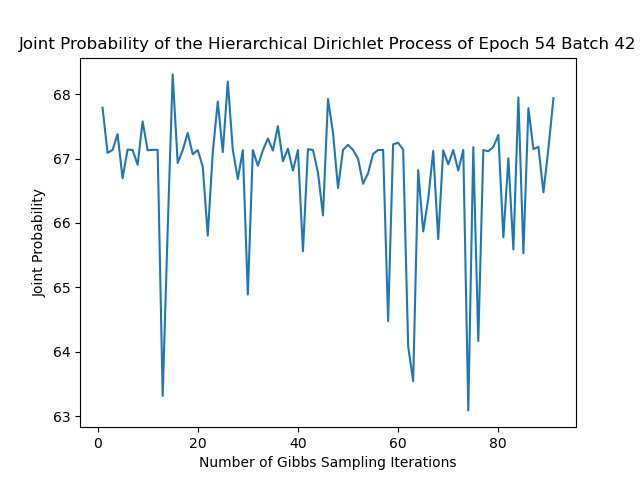 Joint Probability of the Hierarchical Dirichlet Process of Epoch 54 Batch 42
68
67
66
65
64
63
Joint Probability
0 20 40 60 80
Number of Gibbs Sampling Iterations